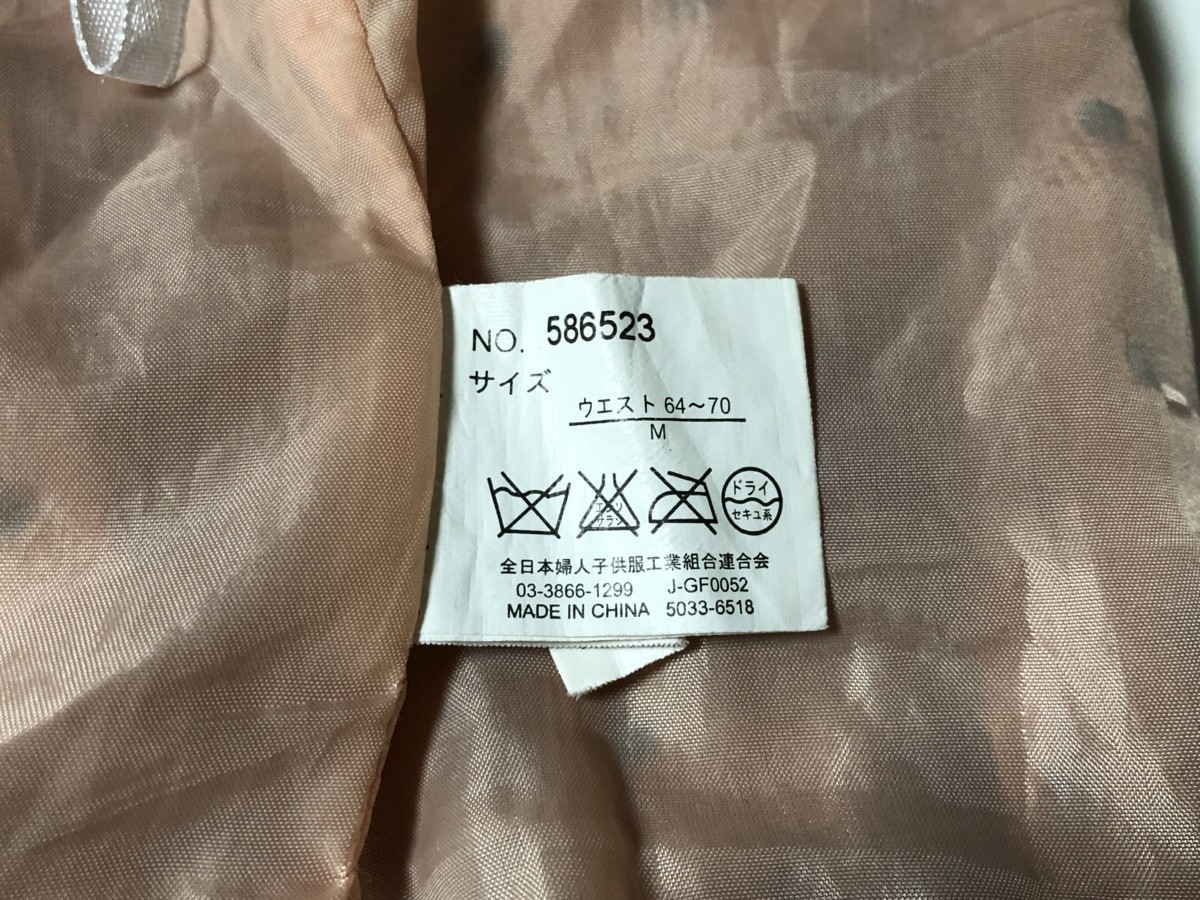 NO. 586523
サイズ
ウエスト 64～70
M
エンソ
サラシ
ドライ
セキユ系
全日本婦人子供服工業組合連合会
03-3866-1299 J-GF0052
MADE IN CHINA 5033-6518